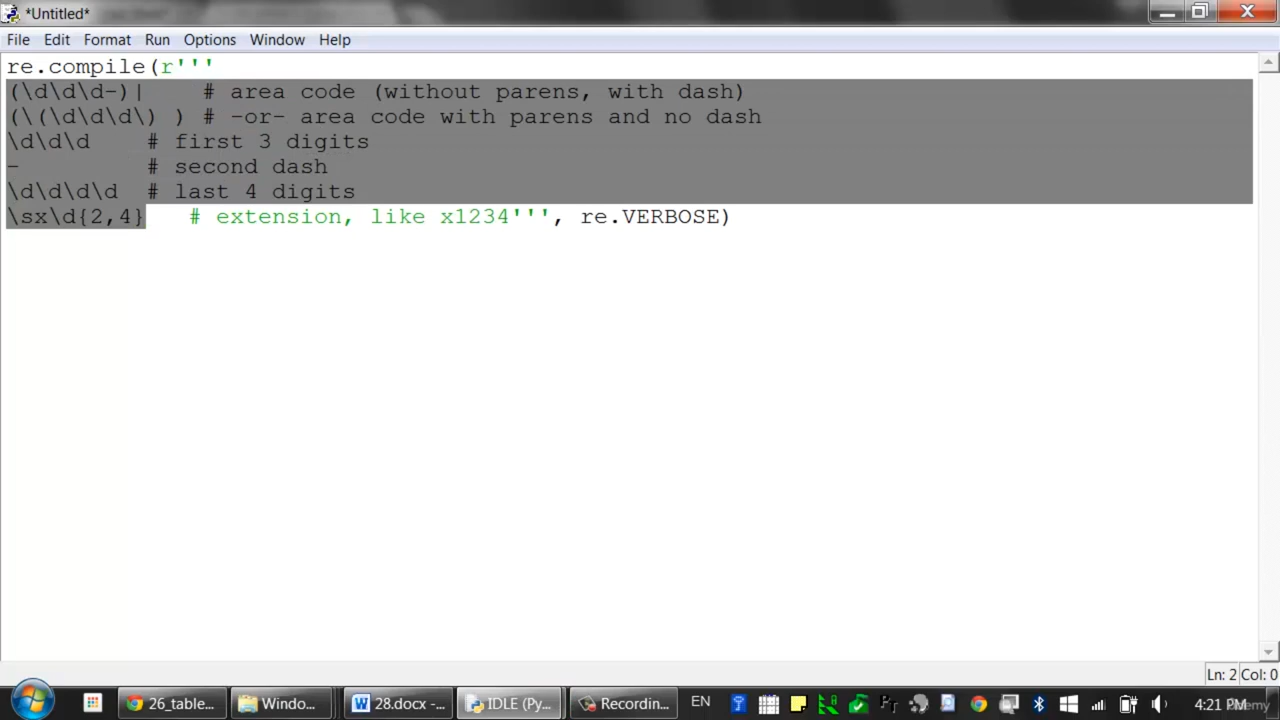 *Untitled*
File Edit Format Run Options Window Help
re.compile(r'''
(\d\d\d-)|    # area code (without parens, with dash)
(\(\d\d\d\) ) # -or- area code with parens and no dash
\d\d\d    # first 3 digits
-         # second dash
\d\d\d\d  # last 4 digits
\sx\d{2,4}   # extension, like x1234''', re.VERBOSE)
Ln: 2 Col: 0
26_table... Windo... 28.docx -... IDLE (Py... Recordin... EN 4:21 PM